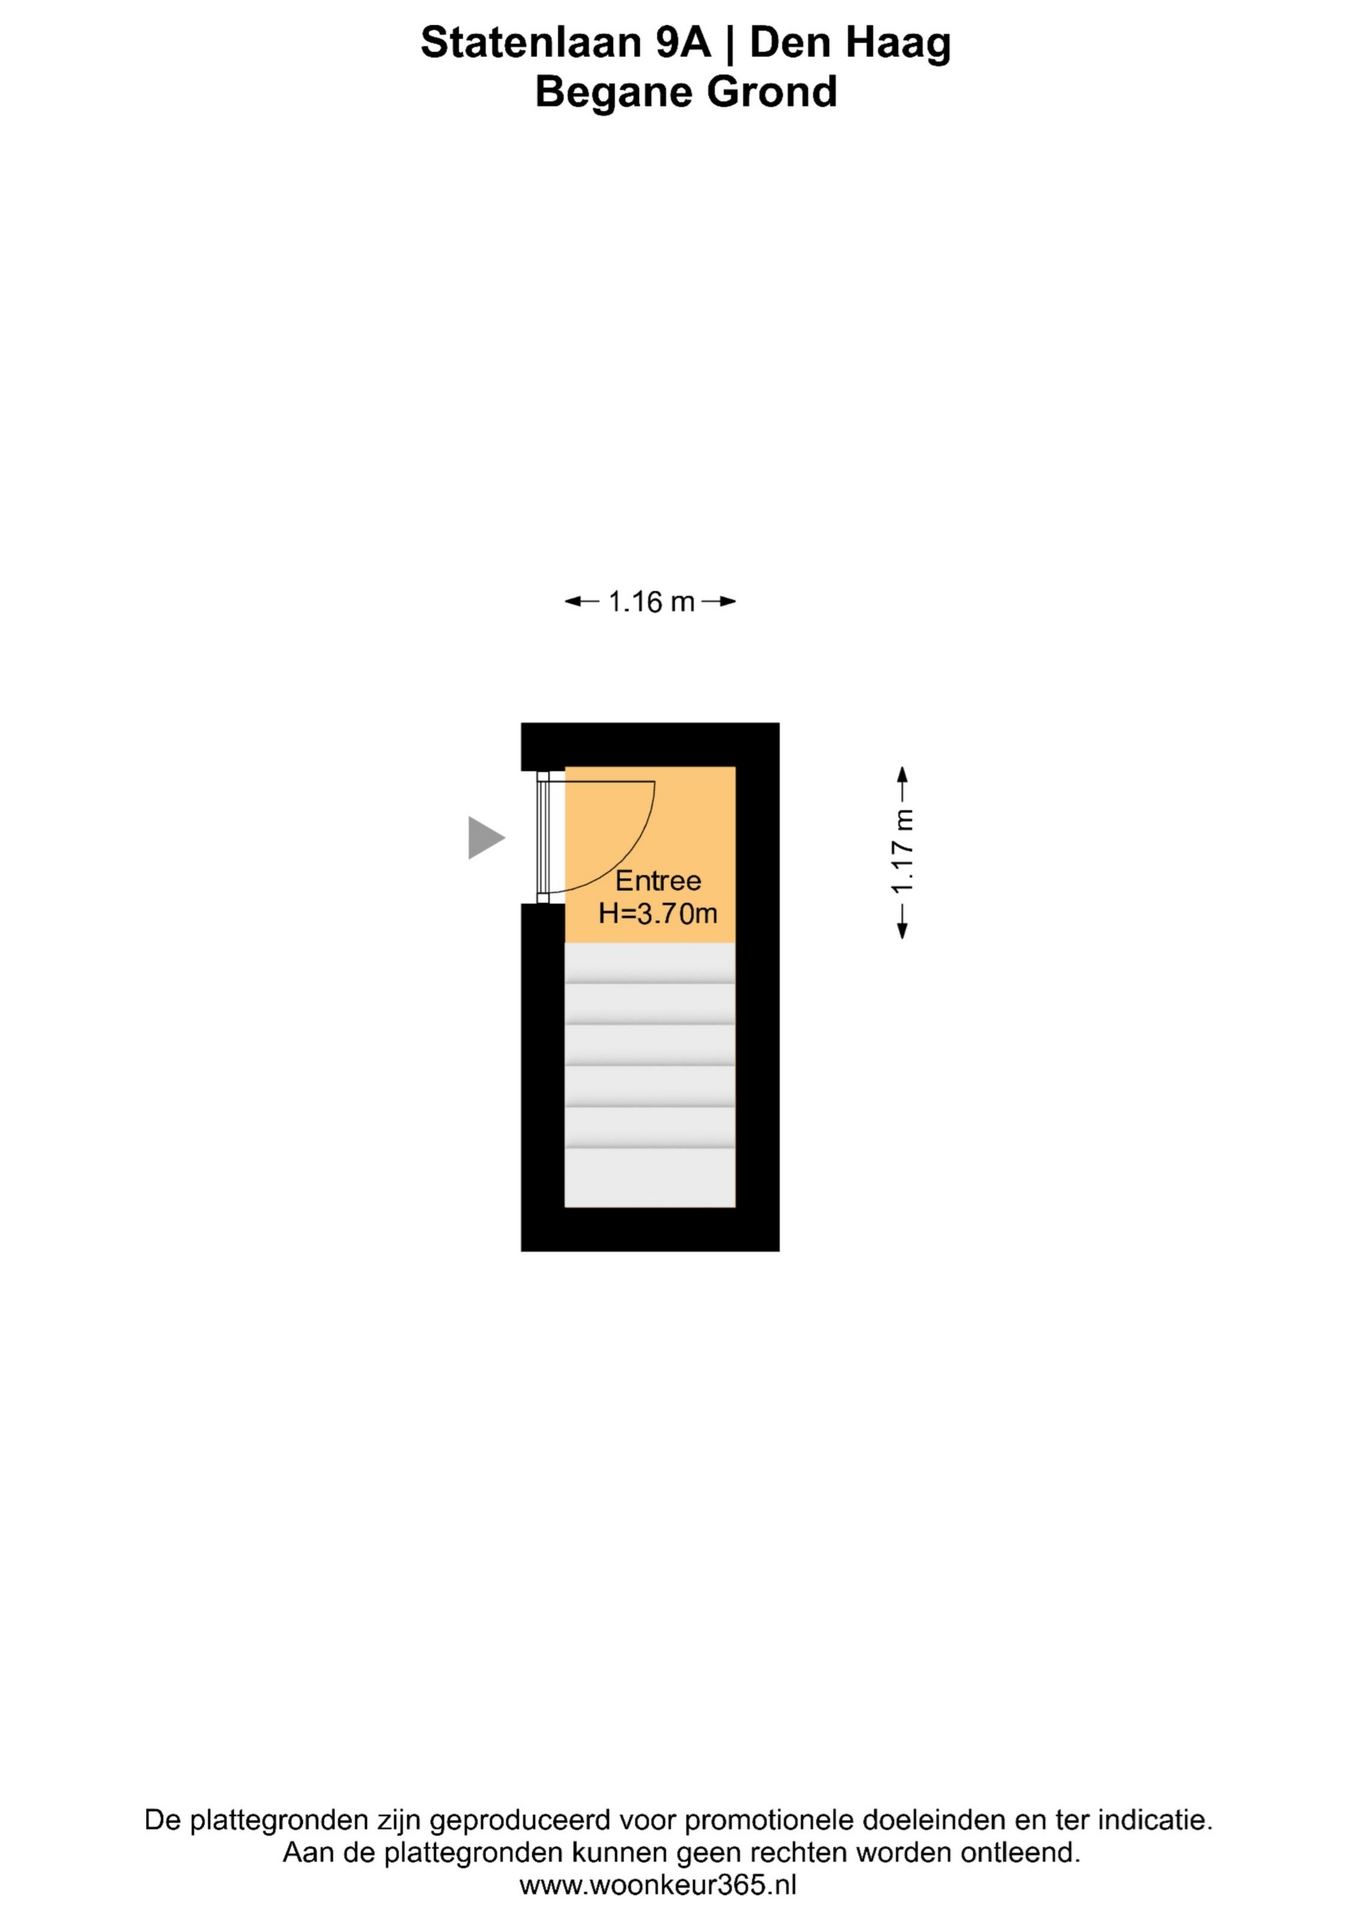 Statenlaan 9A | Den Haag
Begane Grond
1.16 m
1.17 m
Entree
H=3.70m
De plattegronden zijn geproduceerd voor promotionele doeleinden en ter indicatie.
Aan de plattegronden kunnen geen rechten worden ontleend.
www.woonkeur365.nl